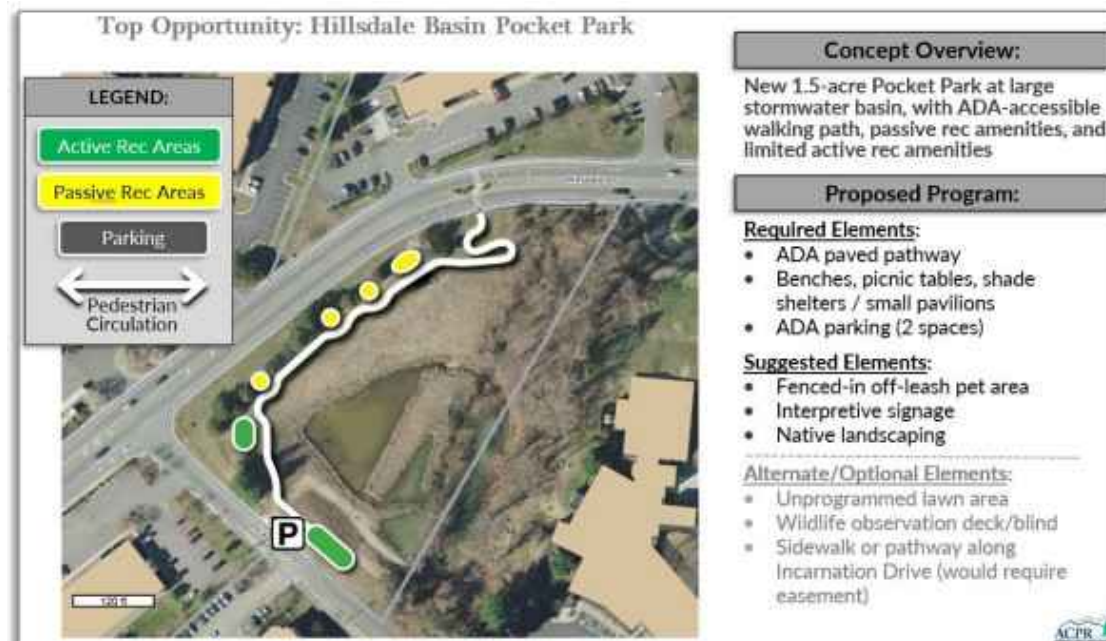 Top Opportunity: Hillsdale Basin Pocket Park
LEGEND:
Active Rec Areas
Passive Rec Areas
Parking
Pedestrian
Circulation
P
120 ft
Concept Overview:
New 1.5-acre Pocket Park at large
stormwater basin, with ADA-accessible
walking path, passive rec amenities, and
limited active rec amenities
Proposed Program:
Required Elements:
• ADA paved pathway
• Benches, picnic tables, shade
shelters / small pavilions
• ADA parking (2 spaces)
Suggested Elements:
• Fenced-in off-leash pet area
• Interpretive signage
• Native landscaping
Alternate/Optional Elements:
• Unprogrammed lawn area
• Wildlife observation deck/blind
• Sidewalk or pathway along
Incarnation Drive (would require
easement)
ACPR